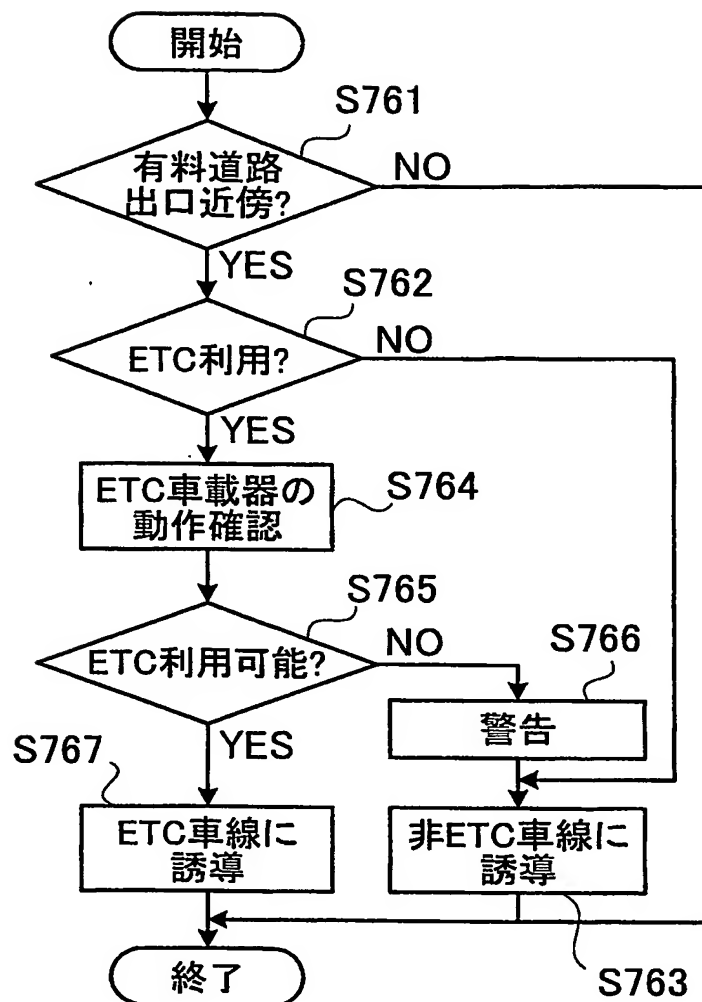 開始
S761
有料道路
出口近傍?
NO
YES
S762
ETC利用?
NO
YES
ETC車載器の
動作確認
S764
S765
ETC利用可能?
NO
S766
警告
YES
S767
ETC車線に
誘導
非ETC車線に
誘導
S763
終了